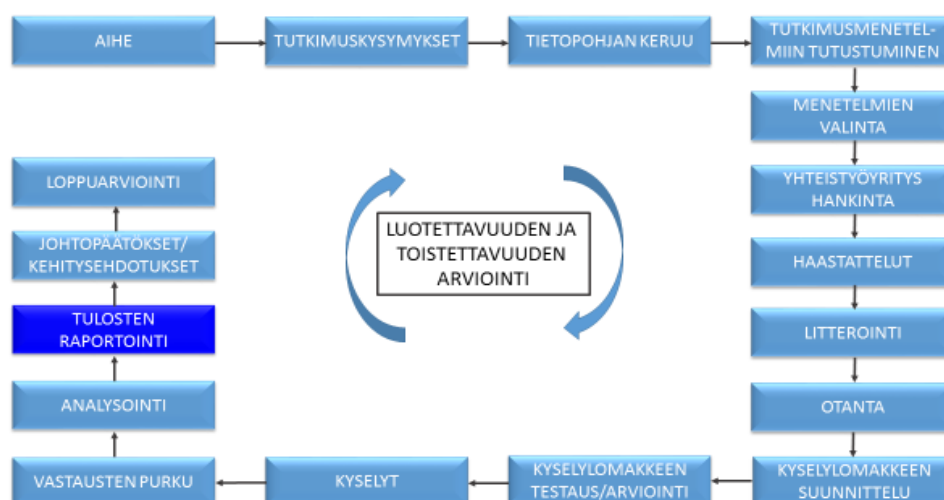 AIHE
TUTKIMUSKYSYMYKSET
TIETOPOHJAN KERUU
TUTKIMUSMENETEL-
MIIN TUTUSTUMINEN
MENETELMIEN
VALINTA
YHTEISTYÖYRITYS
HANKINTA
HAASTATTELUT
LITTEROINTI
OTANTA
KYSELYLOMAKKEEN
SUUNNITTELU
KYSELYLOMAKKEEN
TESTAUS/ARVIOINTI
KYSELYT
VASTAUSTEN PURKU
ANALYSOINTI
TULOSTEN
RAPORTOINTI
JOHTOPÄÄTÖKSET/
KEHITYSEHDOTUKSET
LOPPUARVIOINTI
LUOTETTAVUUDEN JA
TOISTETTAVUUDEN
ARVIOINTI